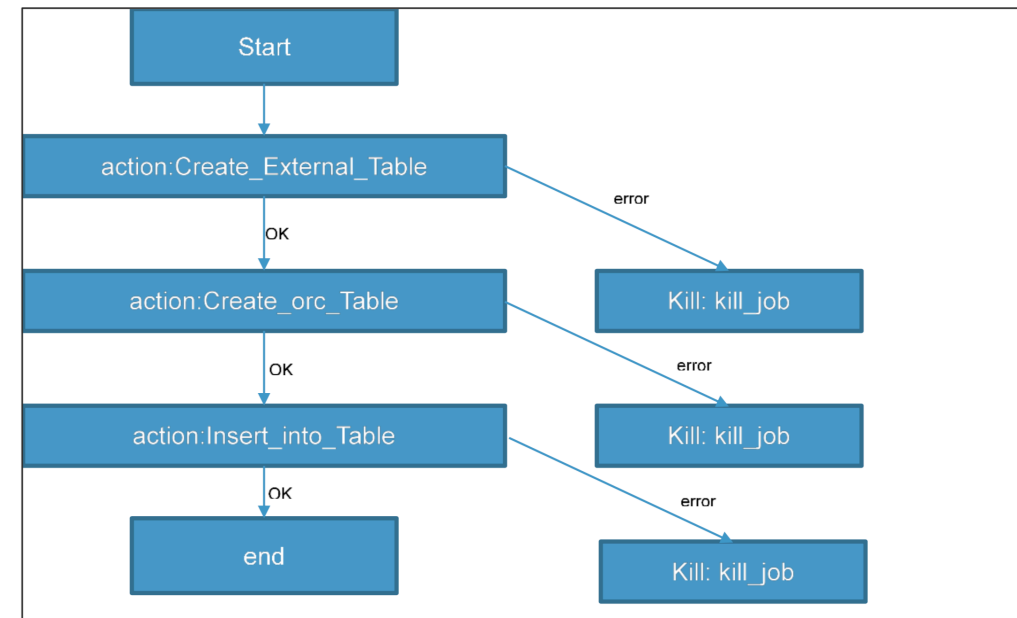 Start
action:Create_External_Table
error
OK
action:Create_orc_Table
Kill: kill_job
OK
error
action:Insert_into_Table
Kill: kill_job
OK
error
end
Kill: kill_job